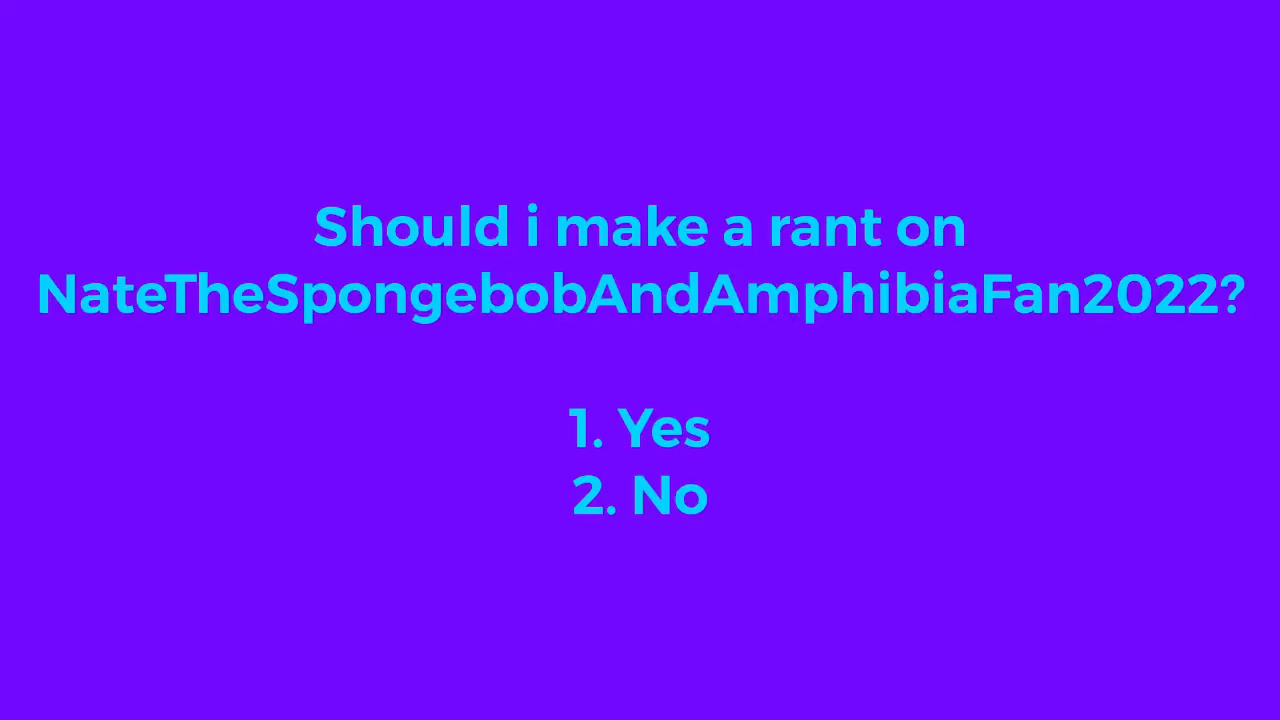 Should i make a rant on
NateTheSpongebobAndAmphibiaFan2022?
1. Yes
2. No